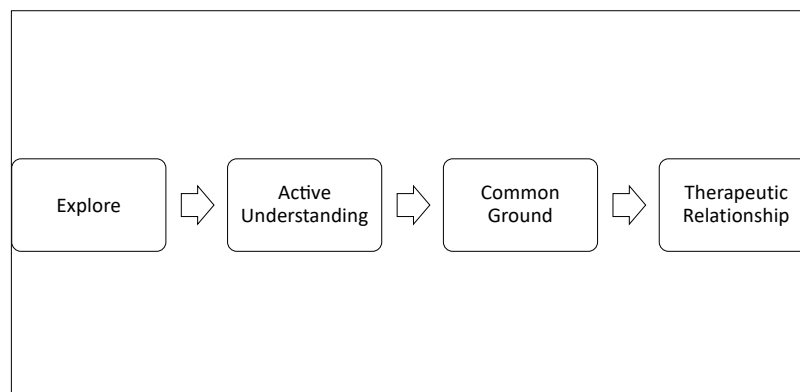 Explore
Active
Understanding
Common
Ground
Therapeutic
Relationship